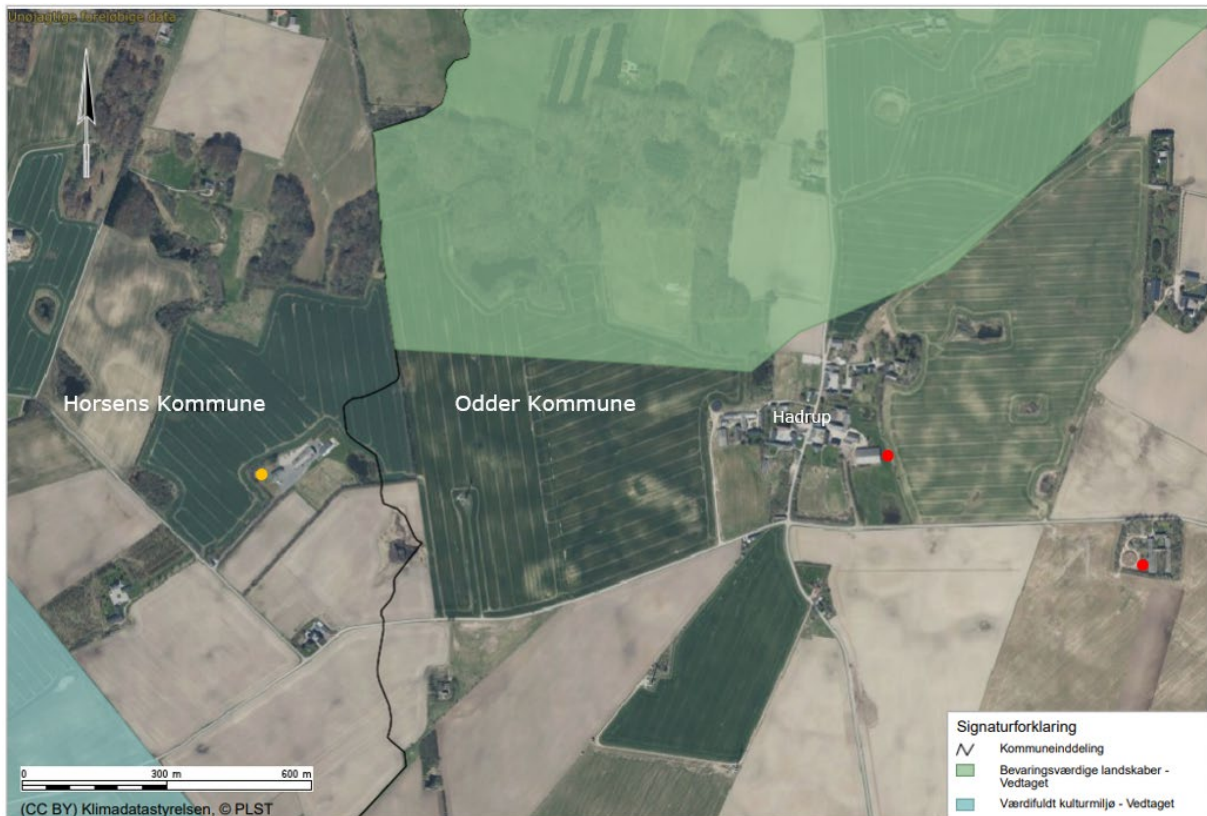 Unøjagtige foreløbige data
Horsens Kommune
Odder Kommune
Hadrup
Signaturforklaring
Kommuneinddeling
Bevaringsværdige landskaber -
Vedtaget
Værdifuldt kulturmiljø - Vedtaget
0 300 m 600 m
(CC BY) Klimadatastyrelsen, © PLST